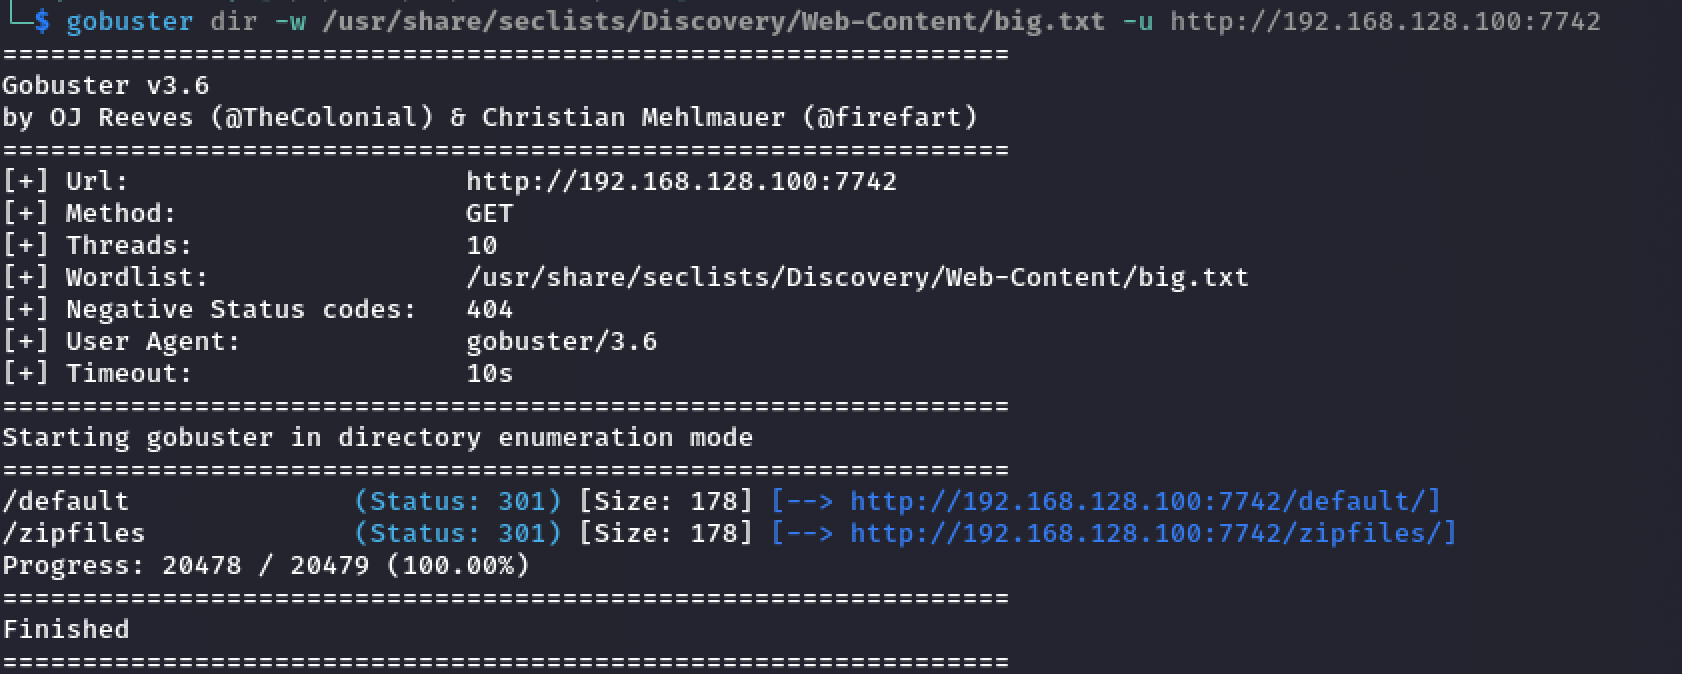 └─$ gobuster dir -w /usr/share/seclists/Discovery/Web-Content/big.txt -u http://192.168.128.100:7742
===============================================================
Gobuster v3.6
by OJ Reeves (@TheColonial) & Christian Mehlmauer (@firefart)
===============================================================
[+] Url:                     http://192.168.128.100:7742
[+] Method:                  GET
[+] Threads:                 10
[+] Wordlist:                /usr/share/seclists/Discovery/Web-Content/big.txt
[+] Negative Status codes:   404
[+] User Agent:              gobuster/3.6
[+] Timeout:                 10s
===============================================================
Starting gobuster in directory enumeration mode
===============================================================
/default              (Status: 301) [Size: 178] [--> http://192.168.128.100:7742/default/]
/zipfiles             (Status: 301) [Size: 178] [--> http://192.168.128.100:7742/zipfiles/]
Progress: 20478 / 20479 (100.00%)
===============================================================
Finished
===============================================================